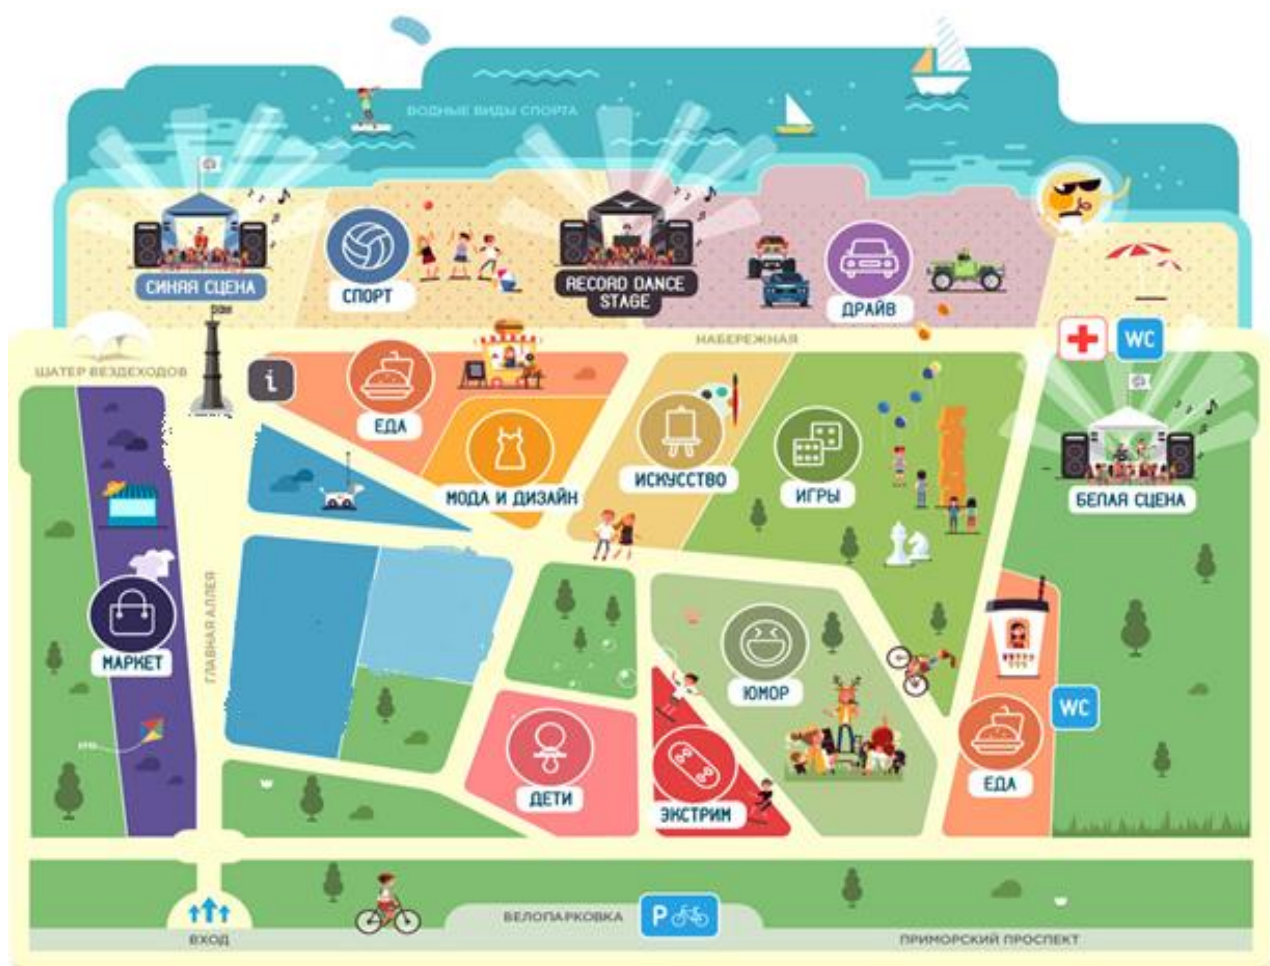 ВОДНЫЕ ВИДЫ СПОРТА
СИНЯЯ СЦЕНА
СПОРТ
RECORD DANCE
STAGE
ДРАЙВ
НАБЕРЕЖНАЯ
WC
ШАТЕР ВЕЗДЕХОДОВ
i
ЕДА
МОДА И ДИЗАЙН
ИСКУССТВО
ИГРЫ
БЕЛАЯ СЦЕНА
ГЛАВНАЯ АЛЛЕЯ
МАРКЕТ
ЮМОР
WC
ДЕТИ
ЭКСТРИМ
ЕДА
ВХОД
ВЕЛОПАРКОВКА
P
ПРИМОРСКИЙ ПРОСПЕКТ